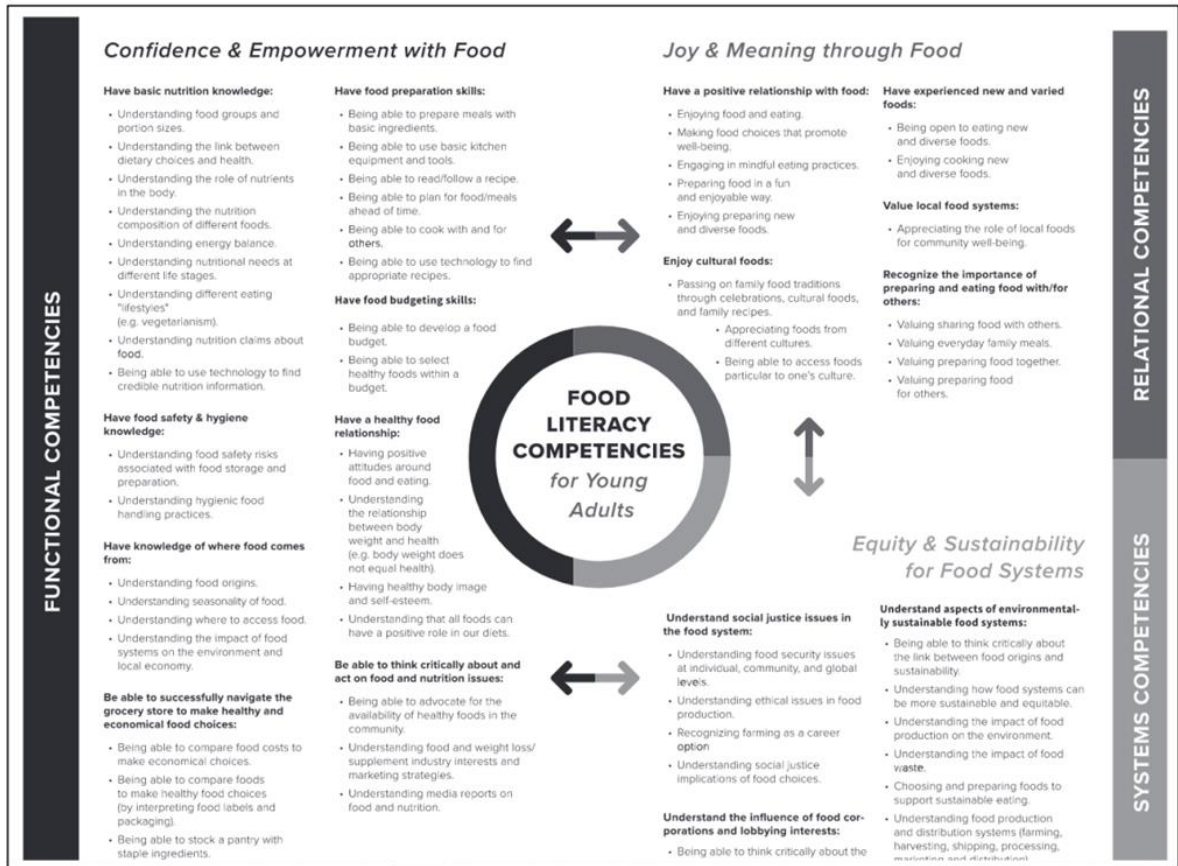 FUNCTIONAL COMPETENCIES
Confidence & Empowerment with Food
Have basic nutrition knowledge:
• Understanding food groups and
portion sizes.
• Understanding the link between
dietary choices and health.
• Understanding the role of nutrients
in the body.
• Understanding the nutrition
composition of different foods.
• Understanding energy balance.
• Understanding nutritional needs at
different life stages.
• Understanding different eating
"lifestyles"
(e.g. vegetarianism).
• Understanding nutrition claims about
food.
• Being able to use technology to find
credible nutrition information.
Have food safety & hygiene
knowledge:
• Understanding food safety risks
associated with food storage and
preparation.
• Understanding hygienic food
handling practices.
Have knowledge of where food comes
from:
• Understanding food origins.
• Understanding seasonality of food.
• Understanding where to access food.
• Understanding the impact of food
systems on the environment and
local economy.
Be able to successfully navigate the
grocery store to make healthy and
economical food choices:
• Being able to compare food costs to
make economical choices.
• Being able to compare foods
to make healthy food choices
(by interpreting food labels and
packaging).
• Being able to stock a pantry with
staple ingredients.
Have food preparation skills:
• Being able to prepare meals with
basic ingredients.
• Being able to use basic kitchen
equipment and tools.
• Being able to read/follow a recipe.
• Being able to plan for food/meals
ahead of time.
• Being able to cook with and for
others.
• Being able to use technology to find
appropriate recipes.
Have food budgeting skills:
• Being able to develop a food
budget.
• Being able to select
healthy foods within a
budget.
Have a healthy food
relationship:
• Having positive
attitudes around
food and eating.
• Understanding
the relationship
between body
weight and health
(e.g. body weight does
not equal health).
• Having healthy body image
and self-esteem.
• Understanding that all foods can
have a positive role in our diets.
Be able to think critically about and
act on food and nutrition issues:
• Being able to advocate for the
availability of healthy foods in the
community.
• Understanding food and weight loss/
supplement industry interests and
marketing strategies.
• Understanding media reports on
food and nutrition.
FOOD
LITERACY
COMPETENCIES
for Young
Adults
Joy & Meaning through Food
Have a positive relationship with food:
• Enjoying food and eating.
• Making food choices that promote
well-being.
• Engaging in mindful eating practices.
• Preparing food in a fun
and enjoyable way.
• Enjoying preparing new
and diverse foods.
Enjoy cultural foods:
• Passing on family food traditions
through celebrations, cultural foods,
and family recipes.
• Appreciating foods from
different cultures.
• Being able to access foods
particular to one's culture.
Have experienced new and varied
foods:
• Being open to eating new
and diverse foods.
• Enjoying cooking new
and diverse foods.
Value local food systems:
• Appreciating the role of local foods
for community well-being.
Recognize the importance of
preparing and eating food with/for
others:
• Valuing sharing food with others.
• Valuing everyday family meals.
• Valuing preparing food together.
• Valuing preparing food
for others.
RELATIONAL COMPETENCIES
Equity & Sustainability
for Food Systems
Understand social justice issues in
the food system:
• Understanding food security issues
at individual, community, and global
levels.
• Understanding ethical issues in food
production.
• Recognizing farming as a career
option
• Understanding social justice
implications of food choices.
Understand the influence of food cor-
porations and lobbying interests:
• Being able to think critically about the
Understand aspects of environmental-
ly sustainable food systems:
• Being able to think critically about
the link between food origins and
sustainability.
• Understanding how food systems can
be more sustainable and equitable.
• Understanding the impact of food
production on the environment.
• Understanding the impact of food
waste.
• Choosing and preparing foods to
support sustainable eating.
• Understanding food production
and distribution systems (farming,
harvesting, shipping, processing,
marketing and distribution)
SYSTEMS COMPETENCIES